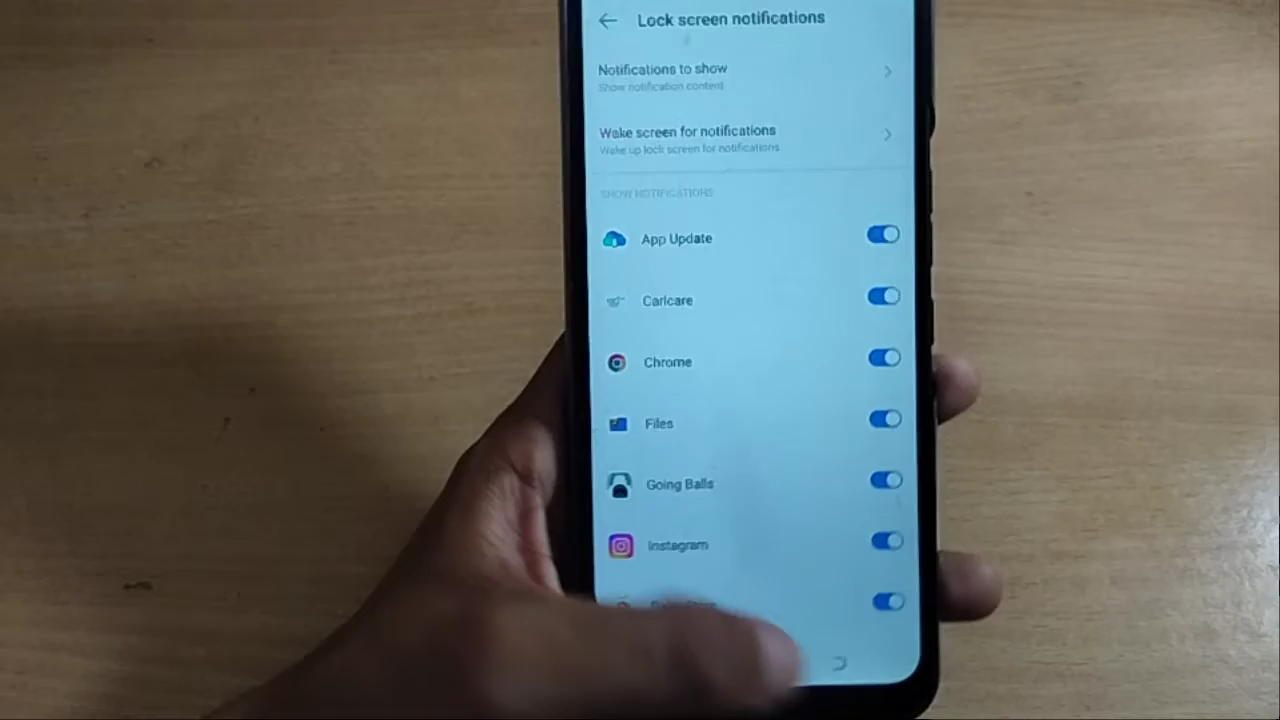 Lock screen notifications
Notifications to show
Show notification content
Wake screen for notifications
Wake up lock screen for notifications
SHOW NOTIFICATIONS
App Update
Carlcare
Chrome
Files
Going Balls
Instagram